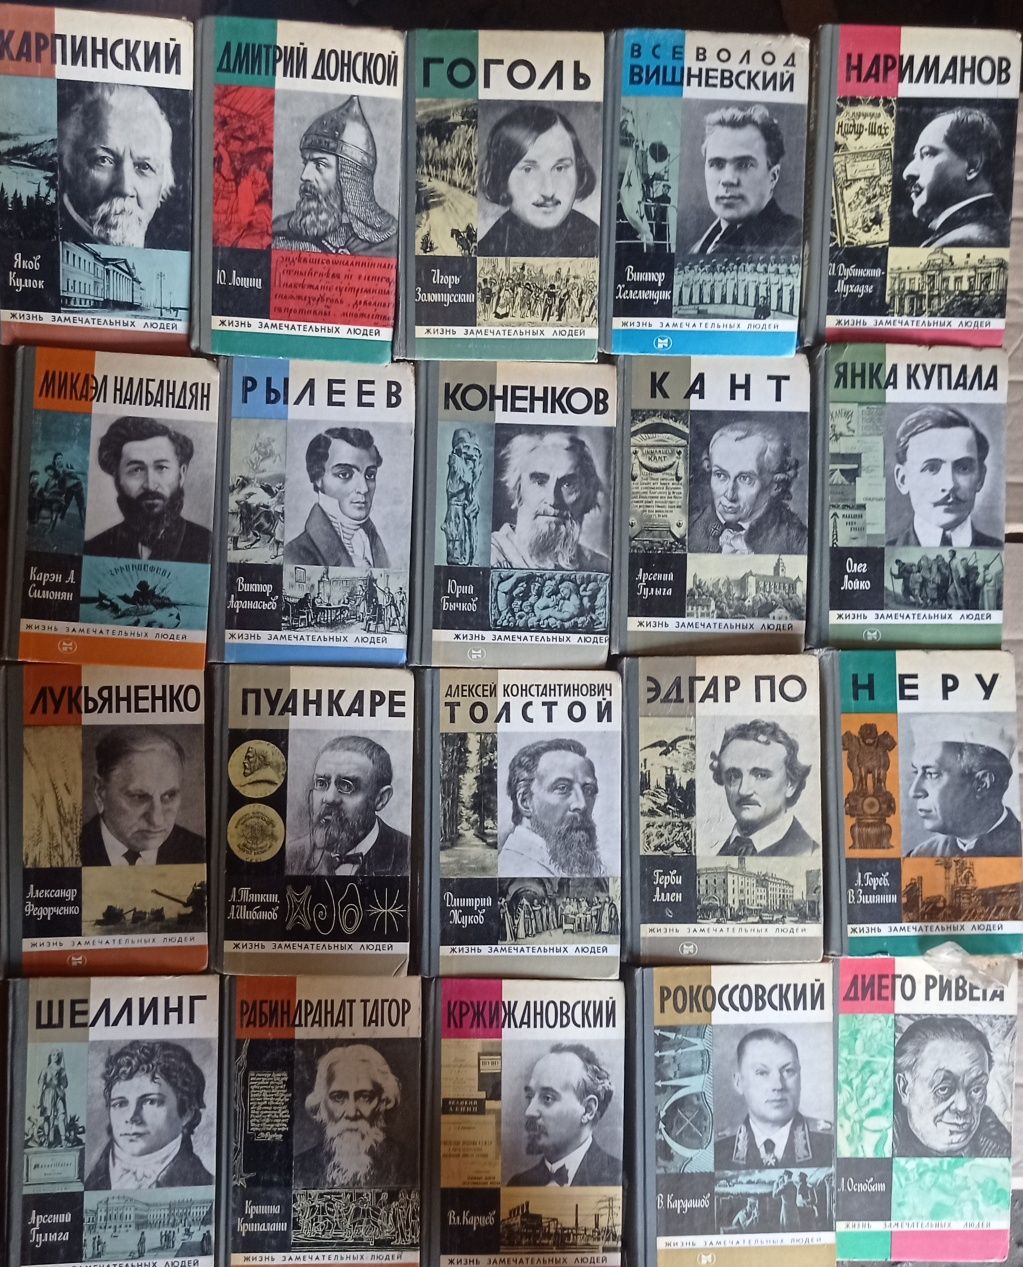 КАРПИНСКИЙ
Яков
Кумок
ЖИЗНЬ ЗАМЕЧАТЕЛЬНЫХ ЛЮДЕЙ
ДМИТРИЙ ДОНСКОЙ
Ю. Лощиц
ЖИЗНЬ ЗАМЕЧАТЕЛЬНЫХ ЛЮДЕЙ
ГОГОЛЬ
Игорь
Золотусский
ЖИЗНЬ ЗАМЕЧАТЕЛЬНЫХ ЛЮДЕЙ
ВСЕВОЛОД
ВИШНЕВСКИЙ
Виктор
Хелемендик
ЖИЗНЬ ЗАМЕЧАТЕЛЬНЫХ ЛЮДЕЙ
НАРИМАНОВ
НАДИР-ШАХ
И. Дубинский-
Мухадзе
ЖИЗНЬ ЗАМЕЧАТЕЛЬНЫХ ЛЮДЕЙ
МИКАЭЛ НАЛБАНДЯН
Карэн А.
Симонян
ЖИЗНЬ ЗАМЕЧАТЕЛЬНЫХ ЛЮДЕЙ
РЫЛЕЕВ
Виктор
Афанасьев
ЖИЗНЬ ЗАМЕЧАТЕЛЬНЫХ ЛЮДЕЙ
КОНЕНКОВ
Юрий
Бычков
ЖИЗНЬ ЗАМЕЧАТЕЛЬНЫХ ЛЮДЕЙ
КАНТ
KANT
Арсений
Гулыга
ЖИЗНЬ ЗАМЕЧАТЕЛЬНЫХ ЛЮДЕЙ
ЯНКА КУПАЛА
Олег
Лойко
ЖИЗНЬ ЗАМЕЧАТЕЛЬНЫХ ЛЮДЕЙ
ЛУКЬЯНЕНКО
Александр
Федорченко
ЖИЗНЬ ЗАМЕЧАТЕЛЬНЫХ ЛЮДЕЙ
ПУАНКАРЕ
А. Тяпкин,
А. Шибанов
ЖИЗНЬ ЗАМЕЧАТЕЛЬНЫХ ЛЮДЕЙ
АЛЕКСЕЙ КОНСТАНТИНОВИЧ
ТОЛСТОЙ
Дмитрий
Жуков
ЖИЗНЬ ЗАМЕЧАТЕЛЬНЫХ ЛЮДЕЙ
ЭДГАР ПО
Герви
Аллен
ЖИЗНЬ ЗАМЕЧАТЕЛЬНЫХ ЛЮДЕЙ
НЕРУ
А. Горев,
В. Зимянин
ЖИЗНЬ ЗАМЕЧАТЕЛЬНЫХ ЛЮДЕЙ
ШЕЛЛИНГ
Арсений
Гулыга
ЖИЗНЬ ЗАМЕЧАТЕЛЬНЫХ ЛЮДЕЙ
РАБИНДРАНАТ ТАГОР
Кришна
Крипалани
ЖИЗНЬ ЗАМЕЧАТЕЛЬНЫХ ЛЮДЕЙ
КРЖИЖАНОВСКИЙ
Вл. Карцев
ЖИЗНЬ ЗАМЕЧАТЕЛЬНЫХ ЛЮДЕЙ
РОКОССОВСКИЙ
В. Кардашов
ЖИЗНЬ ЗАМЕЧАТЕЛЬНЫХ ЛЮДЕЙ
ДИЕГО РИВЕРА
Л. Осповат
ЖИЗНЬ ЗАМЕЧАТЕЛЬНЫХ ЛЮДЕЙ